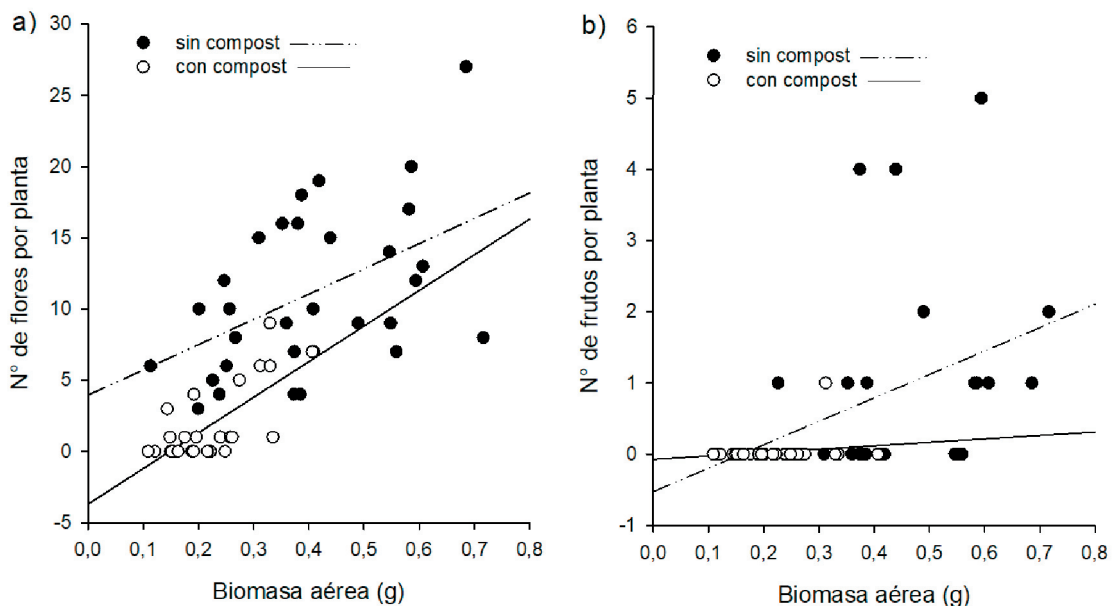 a)
30
25
20
15
10
5
0
-5
N° de flores por planta
sin compost
con compost
0,0 0,1 0,2 0,3 0,4 0,5 0,6 0,7 0,8
Biomasa aérea (g)
b)
6
5
4
3
2
1
0
-1
N° de frutos por planta
sin compost
con compost
0,0 0,1 0,2 0,3 0,4 0,5 0,6 0,7 0,8
Biomasa aérea (g)